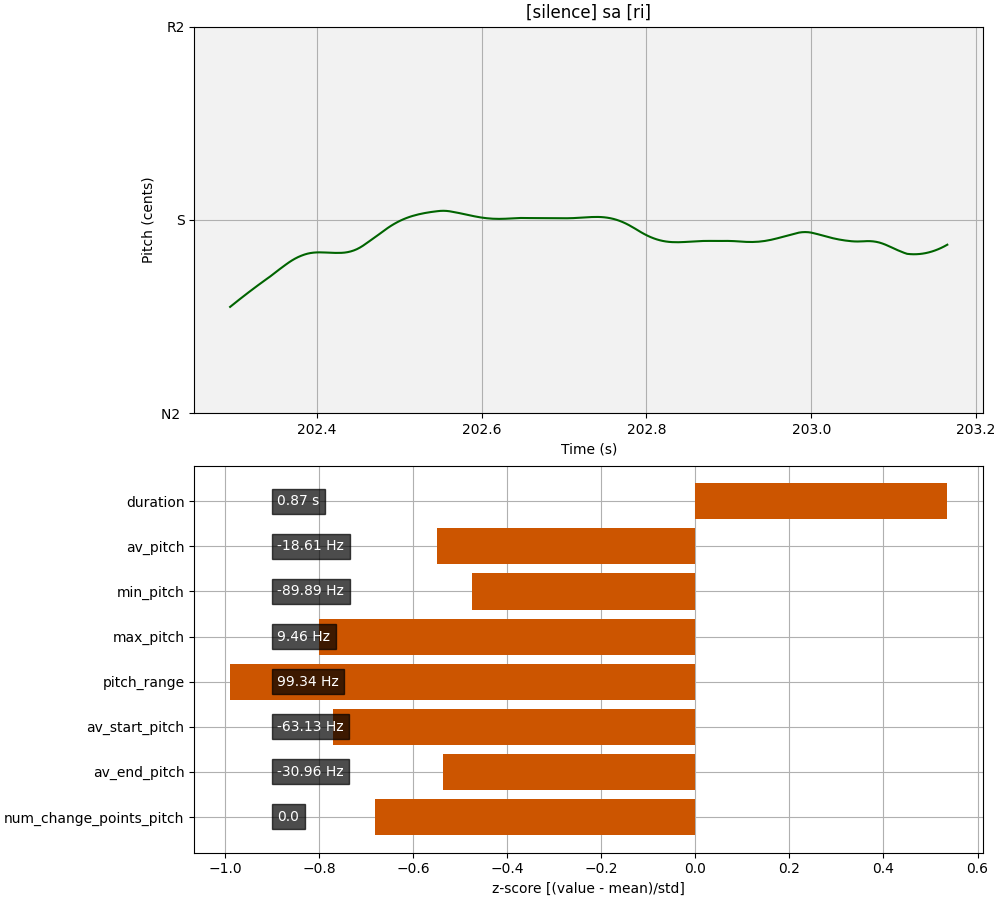 [silence] sa [ri]
R2
S
N2
Pitch (cents)
202.4 202.6 202.8 203.0 203.2
Time (s)
duration 0.87 s
av_pitch -18.61 Hz
min_pitch -89.89 Hz
max_pitch 9.46 Hz
pitch_range 99.34 Hz
av_start_pitch -63.13 Hz
av_end_pitch -30.96 Hz
num_change_points_pitch 0.0
−1.0 −0.8 −0.6 −0.4 −0.2 0.0 0.2 0.4 0.6
z-score [(value - mean)/std]